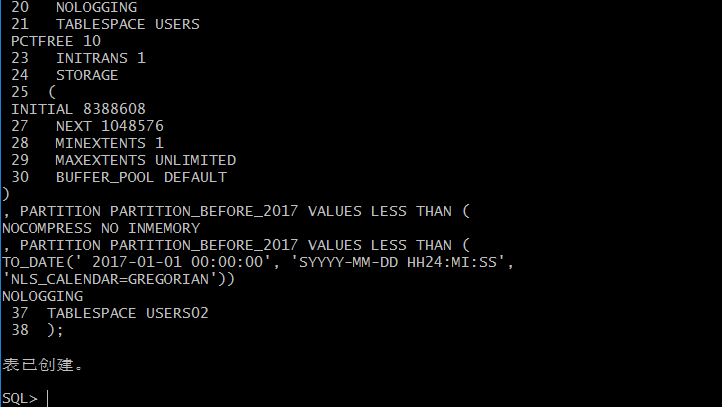 20   NOLOGGING
21   TABLESPACE USERS
PCTFREE 10
23   INITRANS 1
24   STORAGE
25  (
INITIAL 8388608
27   NEXT 1048576
28   MINEXTENTS 1
29   MAXEXTENTS UNLIMITED
30   BUFFER_POOL DEFAULT
)
, PARTITION PARTITION_BEFORE_2017 VALUES LESS THAN (
NOCOMPRESS NO INMEMORY
, PARTITION PARTITION_BEFORE_2017 VALUES LESS THAN (
TO_DATE(' 2017-01-01 00:00:00', 'SYYYY-MM-DD HH24:MI:SS',
'NLS_CALENDAR=GREGORIAN'))
NOLOGGING
37  TABLESPACE USERS02
38  );
表已创建。
SQL>